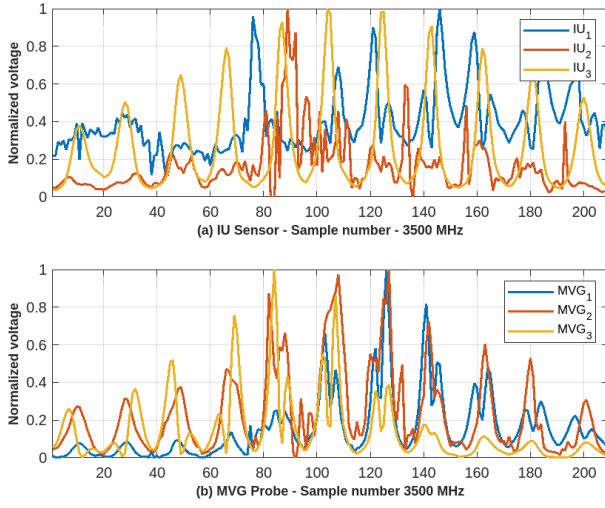 1
0.8
0.6
0.4
0.2
0
Normalized voltage
IU1
IU2
IU3
20 40 60 80 100 120 140 160 180 200
(a) IU Sensor - Sample number - 3500 MHz
1
0.8
0.6
0.4
0.2
0
Normalized voltage
MVG1
MVG2
MVG3
20 40 60 80 100 120 140 160 180 200
(b) MVG Probe - Sample number 3500 MHz